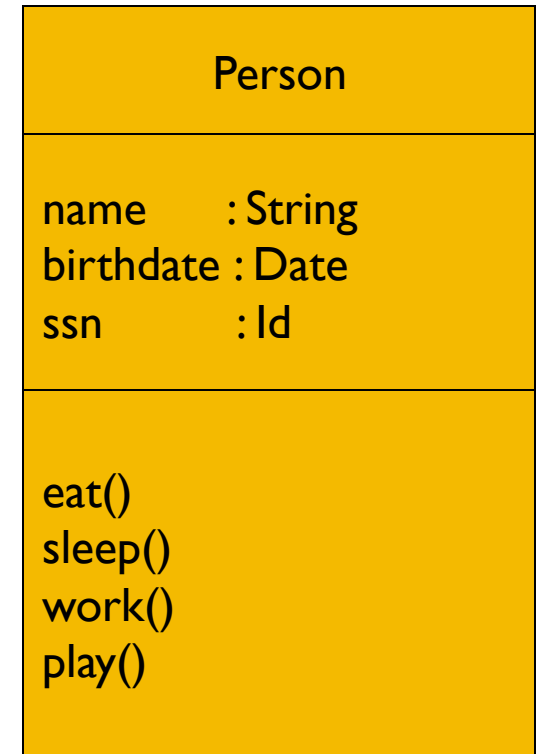 Person
name : String
birthdate : Date
ssn : Id
eat()
sleep()
work()
play()